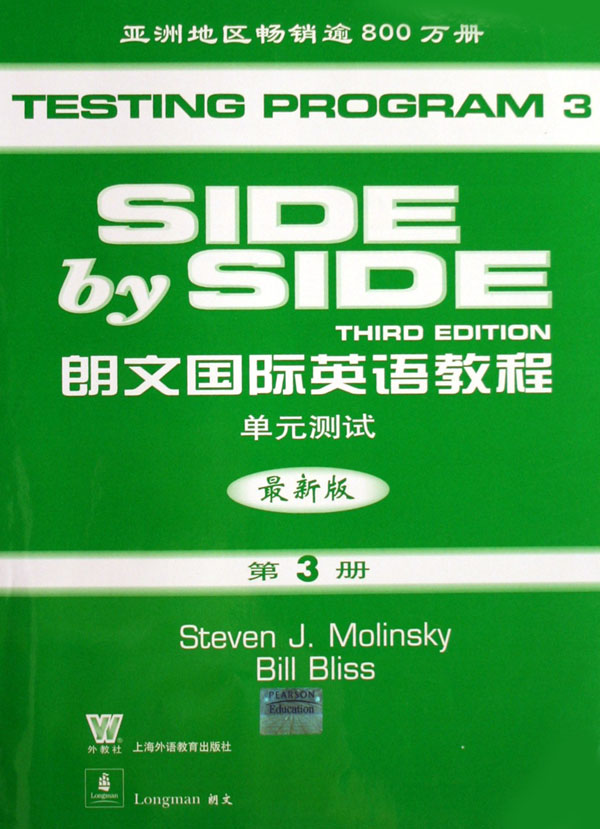 亚洲地区畅销逾800万册
TESTING PROGRAM 3
SIDE
by SIDE
THIRD EDITION
朗文国际英语教程
单元测试
最新版
第3册
Steven J. Molinsky
Bill Bliss
PEARSON
Education
W®
外教社 上海外语教育出版社
Longman
Longman 朗文